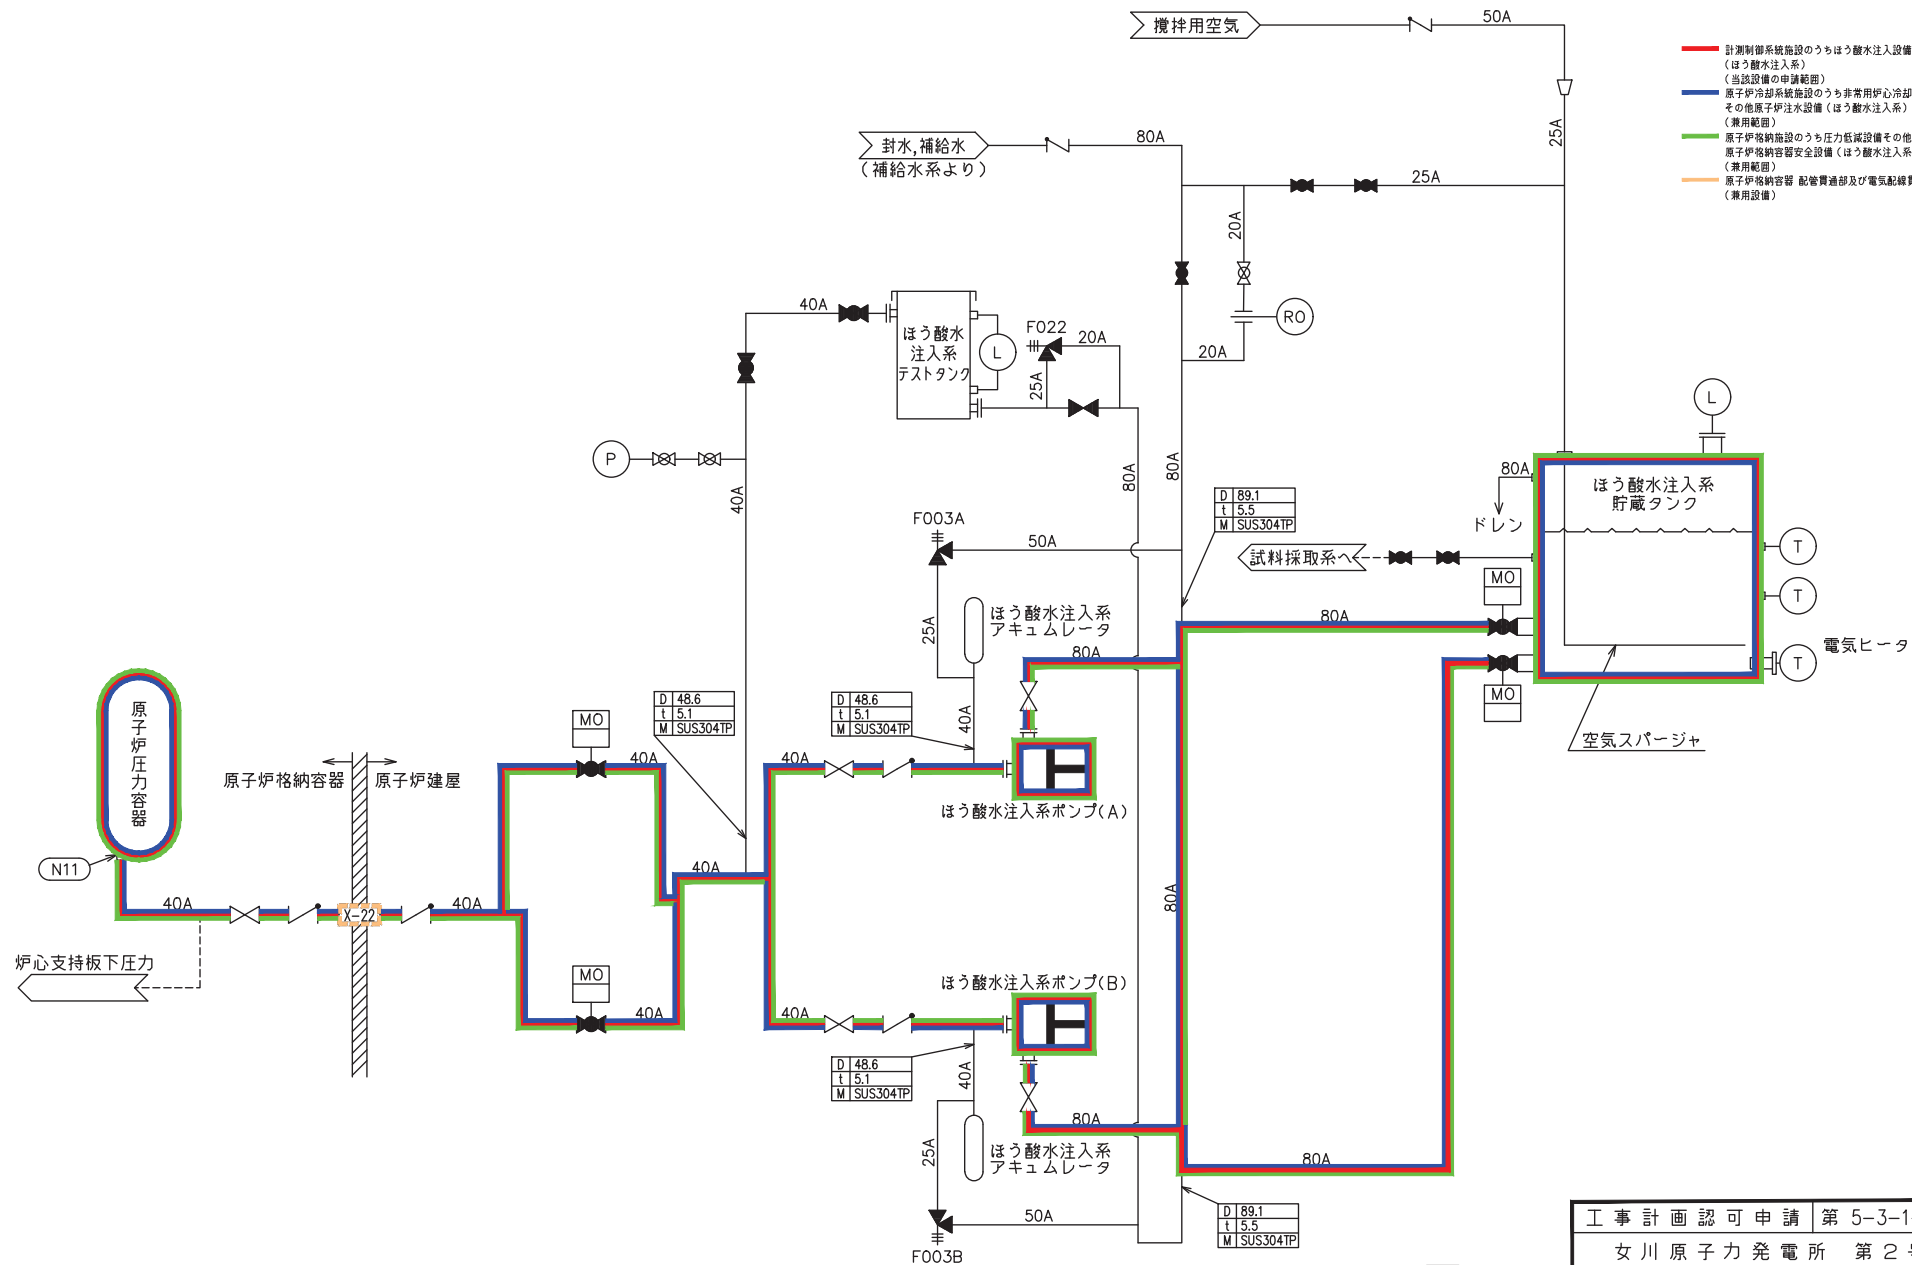 攪拌用空気
50A
計測制御系統施設のうちほう酸水注入設備
(ほう酸水注入系)
(当該設備の申請範囲)
原子炉冷却系統施設のうち非常用炉心冷却
その他原子炉注水設備(ほう酸水注入系)
(兼用範囲)
原子炉格納施設のうち圧力低減設備その他
原子炉格納容器安全設備(ほう酸水注入系
(兼用範囲)
原子炉格納容器 配管貫通部及び電気配線貫
(兼用設備)
25A
封水,補給水
(補給水系より)
80A
25A
20A
RO
20A
40A
ほう酸水
注入系
テストタンク
L
F022
20A
25A
P
40A
80A
80A
L
80A
ドレン
ほう酸水注入系
貯蔵タンク
D 89.1
t 5.5
M SUS304TP
試料採取系へ
T
T
T
電気ヒータ
MO
MO
空気スパージャ
F003A
50A
25A
ほう酸水注入系
アキュムレータ
80A
80A
40A
D 48.6
t 5.1
M SUS304TP
D 48.6
t 5.1
M SUS304TP
原子炉圧力容器
N11
原子炉格納容器
原子炉建屋
MO
40A
40A
ほう酸水注入系ポンプ(A)
40A
80A
40A
X-22
40A
炉心支持板下圧力
MO
40A
40A
ほう酸水注入系ポンプ(B)
D 48.6
t 5.1
M SUS304TP
40A
80A
25A
ほう酸水注入系
アキュムレータ
80A
50A
F003B
D 89.1
t 5.5
M SUS304TP
工事計画認可申請 第 5-3-1
女川原子力発電所 第2号